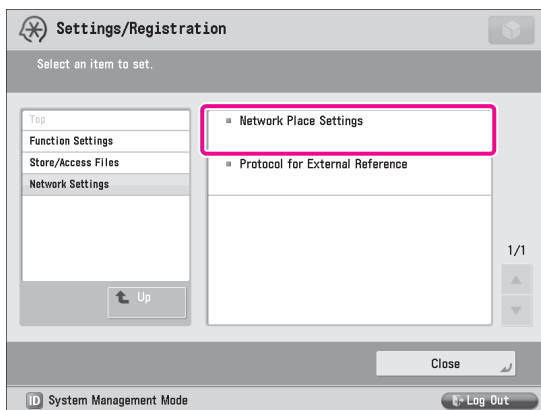 Settings/Registration
Select an item to set.
Top
Function Settings
Store/Access Files
Network Settings
Up
Network Place Settings
Protocol for External Reference
1/1
Close
ID System Management Mode
Log Out